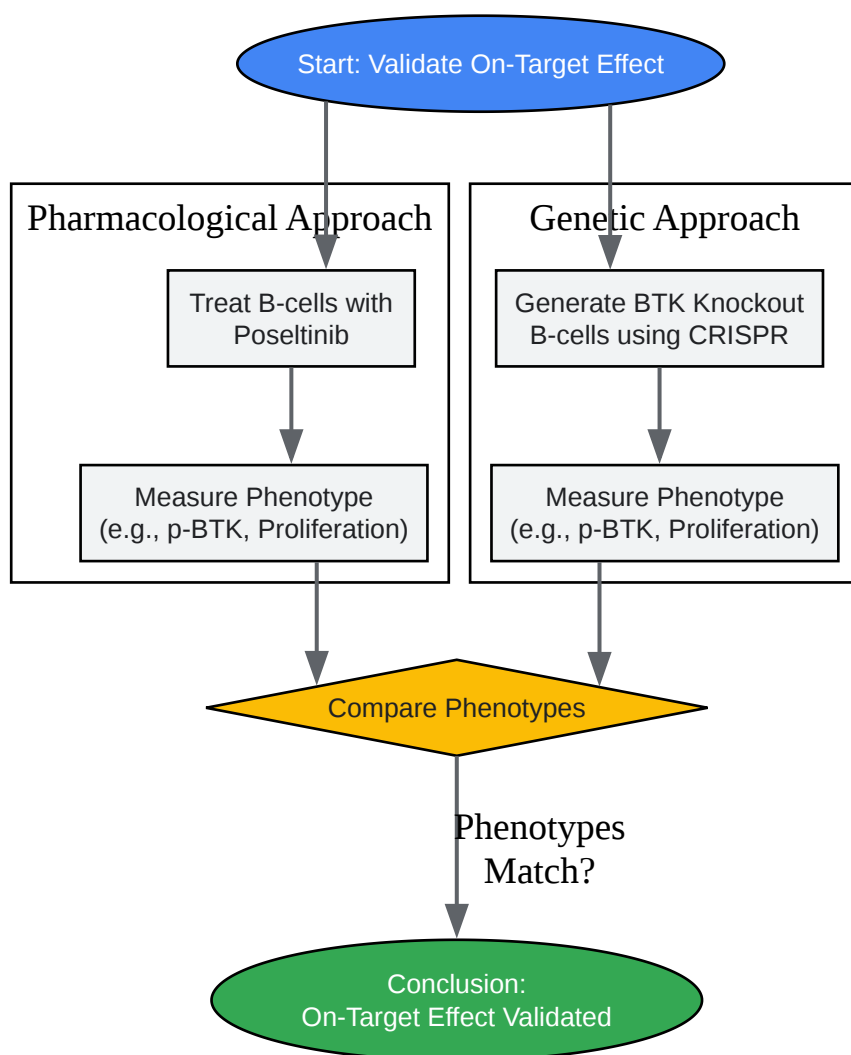 Start: Validate On-Target Effect
Pharmacological Approach
Treat B-cells with
Poseltinib
Measure Phenotype
(e.g., p-BTK, Proliferation)
Genetic Approach
Generate BTK Knockout
B-cells using CRISPR
Measure Phenotype
(e.g., p-BTK, Proliferation)
Compare Phenotypes
Phenotypes
Match?
Conclusion:
On-Target Effect Validated